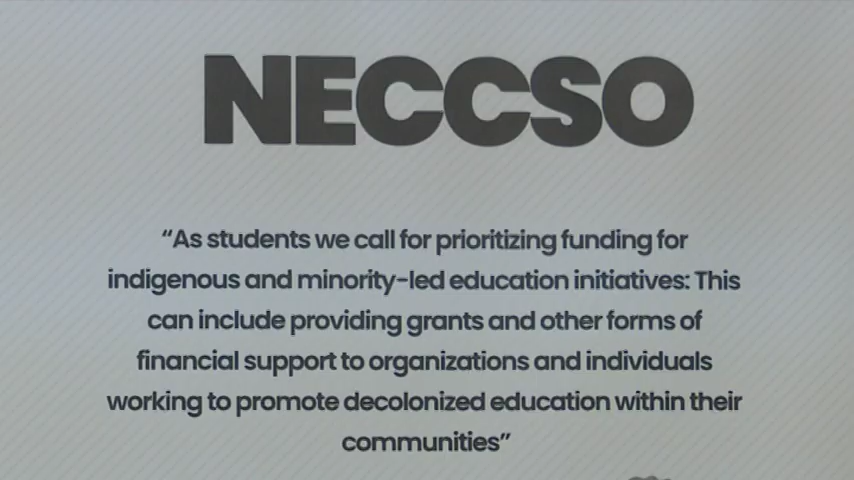 NECCSO
“As students we call for prioritizing funding for
indigenous and minority-led education initiatives: This
can include providing grants and other forms of
financial support to organizations and individuals
working to promote decolonized education within their
communities”